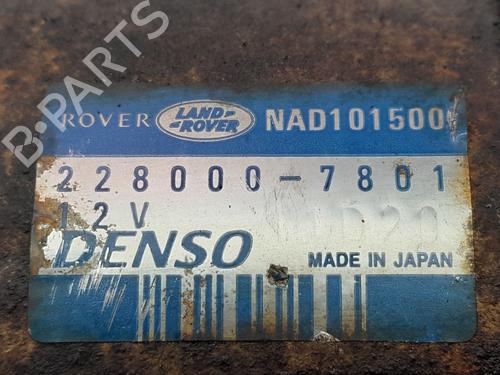 B-PARTS
ROVER LAND-ROVER NAD101500
228000-7801
12V
DENSO MADE IN JAPAN